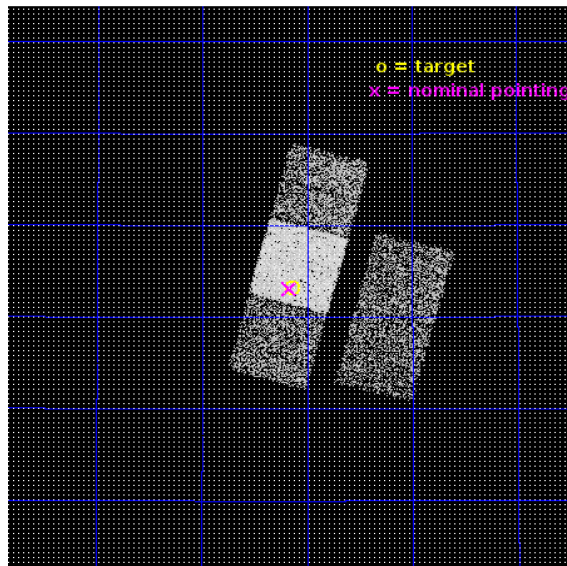 o = target
x = nominal pointing